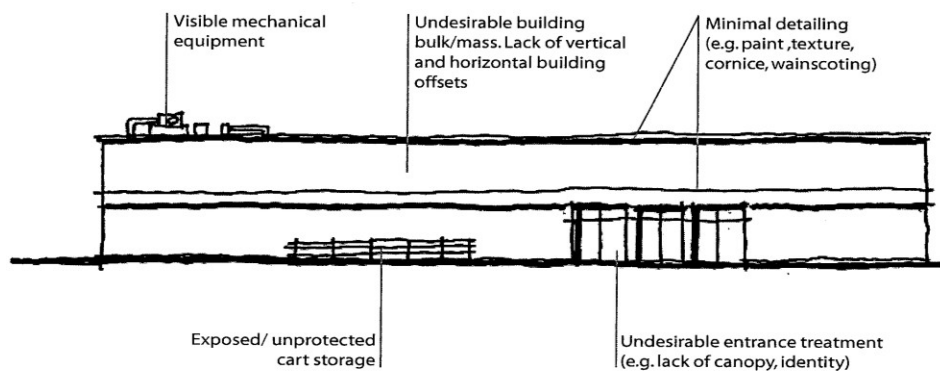 Visible mechanical
equipment
Undesirable building
bulk/mass. Lack of vertical
and horizontal building
offsets
Minimal detailing
(e.g. paint ,texture,
cornice, wainscoting)
Exposed/ unprotected
cart storage
Undesirable entrance treatment
(e.g. lack of canopy, identity)